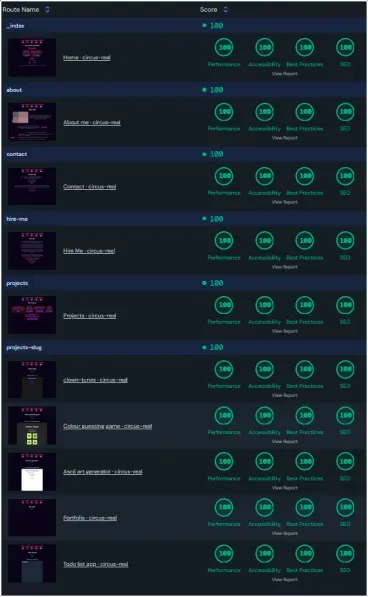 Route Name Score
_index 100
100 100 100 100
Home · circus-real Performance Accessibility Best Practices SEO
View Report
about 100
100 100 100 100
About me · circus-real Performance Accessibility Best Practices SEO
View Report
contact 100
100 100 100 100
Contact · circus-real Performance Accessibility Best Practices SEO
View Report
hire-me 100
100 100 100 100
Hire Me · circus-real Performance Accessibility Best Practices SEO
View Report
projects 100
100 100 100 100
Projects · circus-real Performance Accessibility Best Practices SEO
View Report
projects-slug 100
100 100 100 100
clown-turvs · circus-real Performance Accessibility Best Practices SEO
View Report
100 100 100 100
Colour guessing game · circus-real Performance Accessibility Best Practices SEO
View Report
100 100 100 100
Ascii art generator · circus-real Performance Accessibility Best Practices SEO
View Report
100 100 100 100
Portfolio · circus-real Performance Accessibility Best Practices SEO
View Report
100 100 100 100
Todo list app · circus-real Performance Accessibility Best Practices SEO
View Report